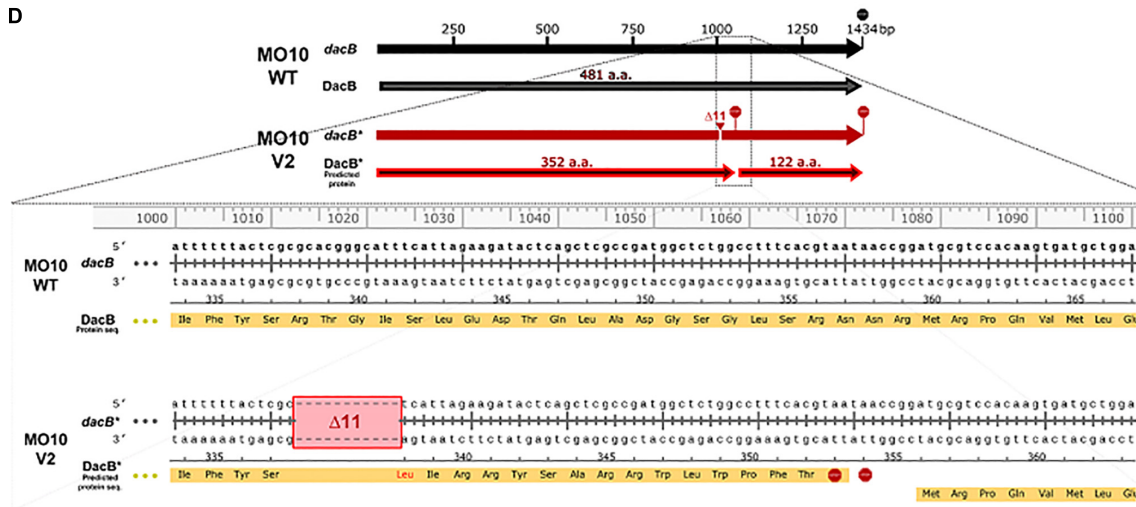 D
250 500 750 1000 1250 1434bp
MO10 WT
dacB
DacB
481 a.a.
MO10 V2
dacB*
Δ11
DacB*
Predicted protein
352 a.a. 122 a.a.
1000 1010 1020 1030 1040 1050 1060 1070 1080 1090 1100
MO10 WT
dacB
5′ attttttactcgcgcacgggcatttcattagaagatactcagctcgccgatggctctggcctttcacgtaataaccggatgcgtccacaagtgatgctgga
3′ taaaaaatgagcgcgtgcccgtaaagtaatcttctatgagtcgagcggctaccgagaccggaaagtgcattattggcctacgcaggtgttcactacgacct
335 340 345 350 355 360 365
DacB Protein seq.
Ile Phe Tyr Ser Arg Thr Gly Ile Ser Leu Glu Asp Thr Gln Leu Ala Asp Gly Ser Gly Leu Ser Arg Asn Asn Arg Met Arg Pro Gln Val Met Leu Glu
MO10 V2
dacB*
5′ attttttactcgc tcattagaagatactcagctcgccgatggctctggcctttcacgtaataaccggatgcgtccacaagtgatgctgga
Δ11
3′ taaaaaatgagcg agtaatcttctatgagtcgagcggctaccgagaccggaaagtgcattattggcctacgcaggtgttcactacgacct
335 340 345 350 355 360
DacB* Predicted protein seq.
Ile Phe Tyr Ser Leu Ile Arg Arg Tyr Ser Ala Arg Arg Trp Leu Trp Pro Phe Thr
Met Arg Pro Gln Val Met Leu Glu